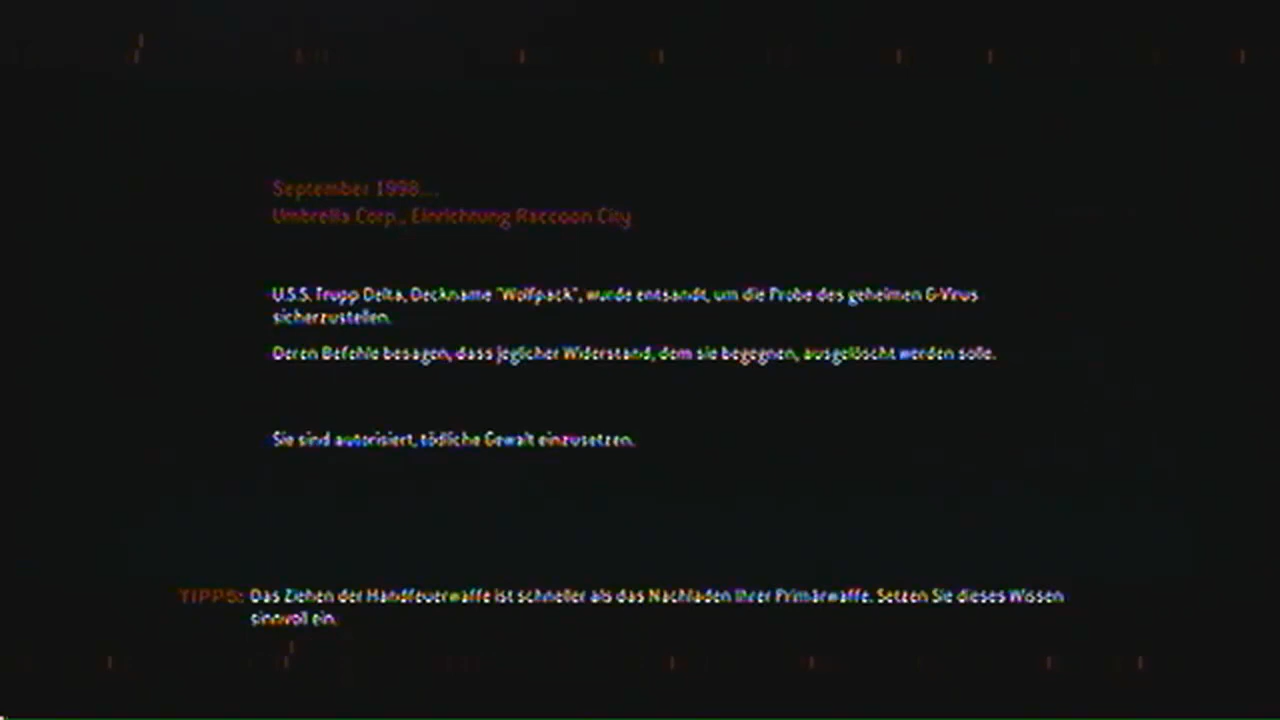 September 1998...
Umbrella Corp., Einrichtung Raccoon City
U.S.S. Trupp Delta, Deckname "Wolfpack", wurde entsandt, um die Probe des geheimen G-Virus
sicherzustellen.
Deren Befehle besagen, dass jeglicher Widerstand, dem sie begegnen, ausgelöscht werden solle.
Sie sind autorisiert, tödliche Gewalt einzusetzen.
TIPPS: Das Ziehen der Handfeuerwaffe ist schneller als das Nachladen Ihrer Primärwaffe. Setzen Sie dieses Wissen
sinnvoll ein.